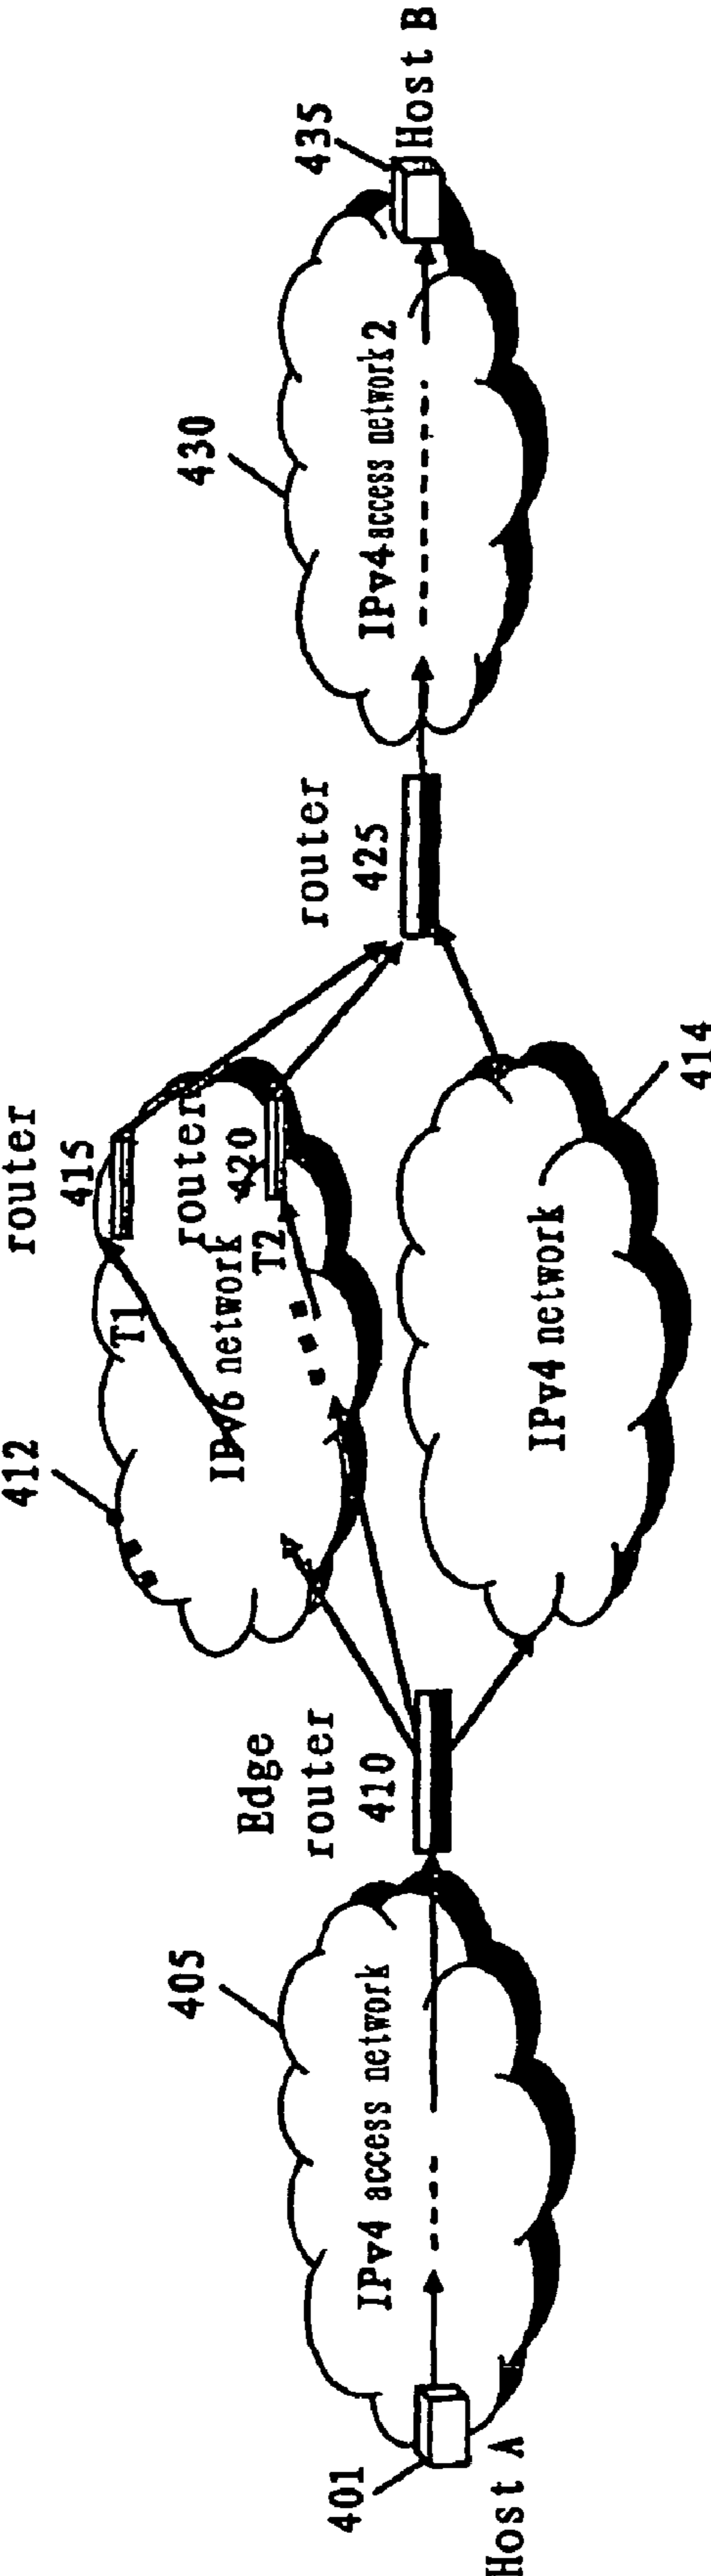 401
Host A
405
IPv4 access network
Edge
router
410
412
IPv6 network
T1
T2
router
415
router
420
IPv4 network
414
router
425
430
IPv4 access network 2
435
Host B